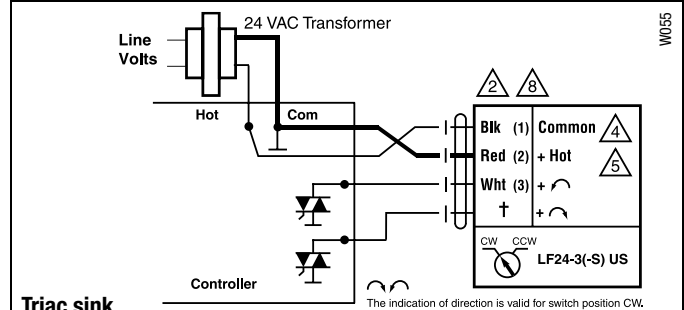 24 VAC Transformer
W055
Line
Volts
2 8
Hot Com
Blk (1) Common 4
Red (2) + Hot 5
Wht (3) +
† +
CW CCW
LF24-3(-S) US
Controller
Triac sink
The indication of direction is valid for switch position CW.